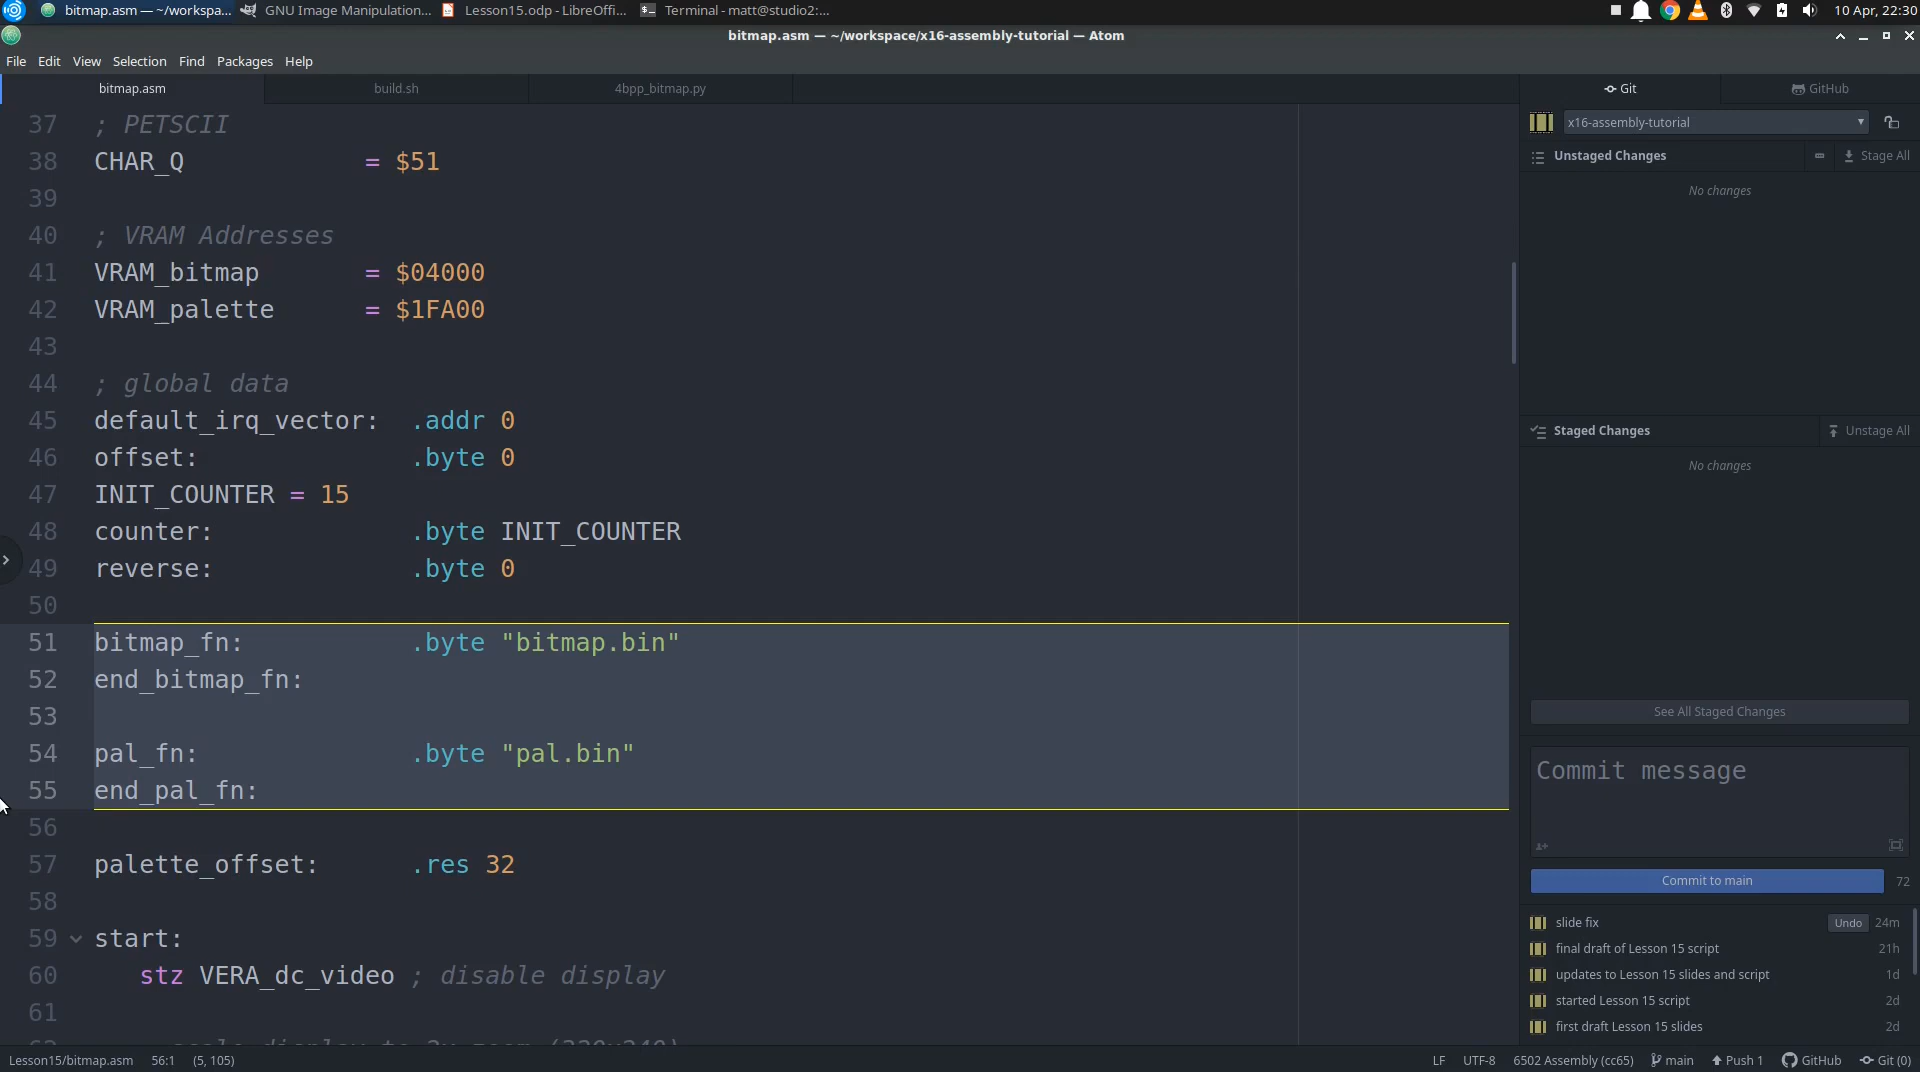 bitmap.asm — ~/workspa...
GNU Image Manipulation...
Lesson15.odp - LibreOffi...
Terminal - matt@studio2:...
10 Apr, 22:30
bitmap.asm — ~/workspace/x16-assembly-tutorial — Atom
File Edit View Selection Find Packages Help
bitmap.asm
build.sh
4bpp_bitmap.py
37 ; PETSCII
38 CHAR_Q = $51
39
40 ; VRAM Addresses
41 VRAM_bitmap = $04000
42 VRAM_palette = $1FA00
43
44 ; global data
45 default_irq_vector: .addr 0
46 offset: .byte 0
47 INIT_COUNTER = 15
48 counter: .byte INIT_COUNTER
49 reverse: .byte 0
50
51 bitmap_fn: .byte "bitmap.bin"
52 end_bitmap_fn:
53
54 pal_fn: .byte "pal.bin"
55 end_pal_fn:
56
57 palette_offset: .res 32
58
59 start:
60 stz VERA_dc_video ; disable display
61
Git
GitHub
x16-assembly-tutorial
Unstaged Changes
Stage All
No changes
Staged Changes
Unstage All
No changes
See All Staged Changes
Commit message
Commit to main 72
slide fix Undo 24m
final draft of Lesson 15 script 21h
updates to Lesson 15 slides and script 1d
started Lesson 15 script 2d
first draft Lesson 15 slides 2d
Lesson15/bitmap.asm 56:1 (5, 105)
LF UTF-8 6502 Assembly (cc65) main Push 1 GitHub Git (0)